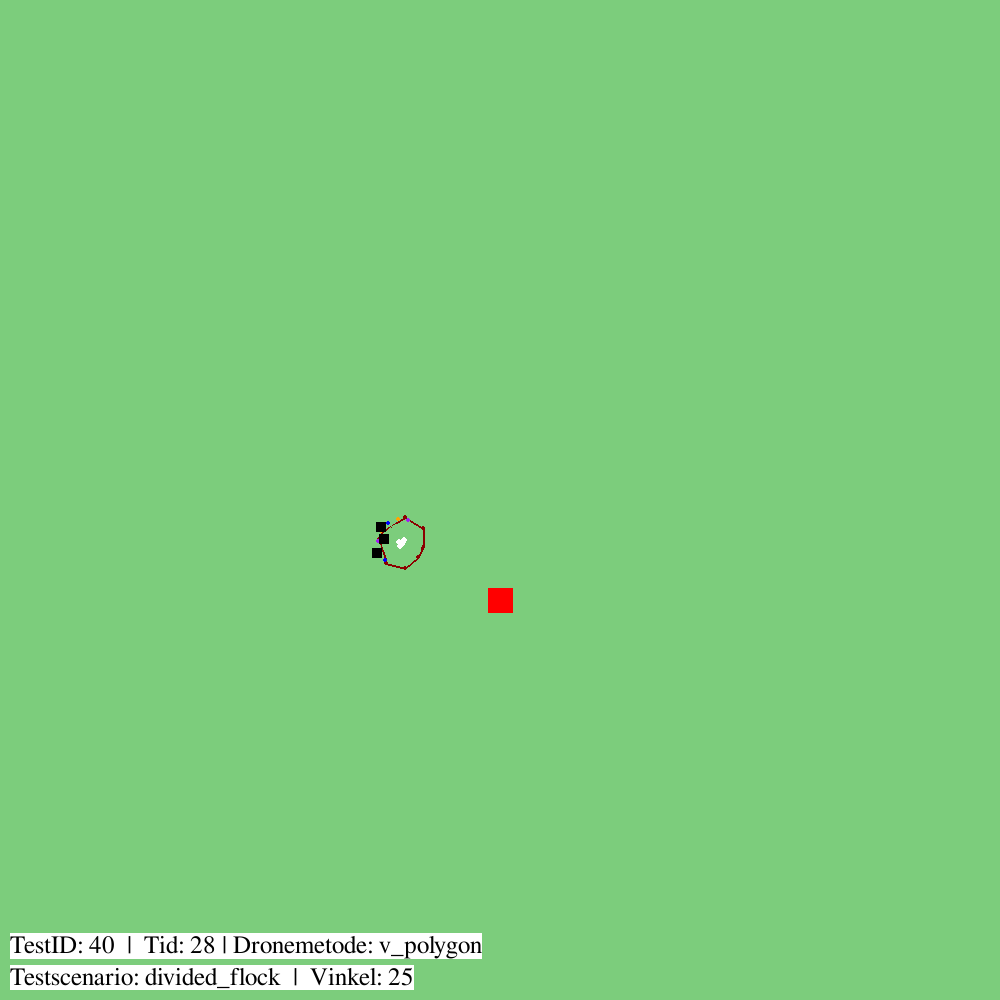 TestID: 40 | Tid: 28 | Dronemetode: v_polygon
Testscenario: divided_flock | Vinkel: 25